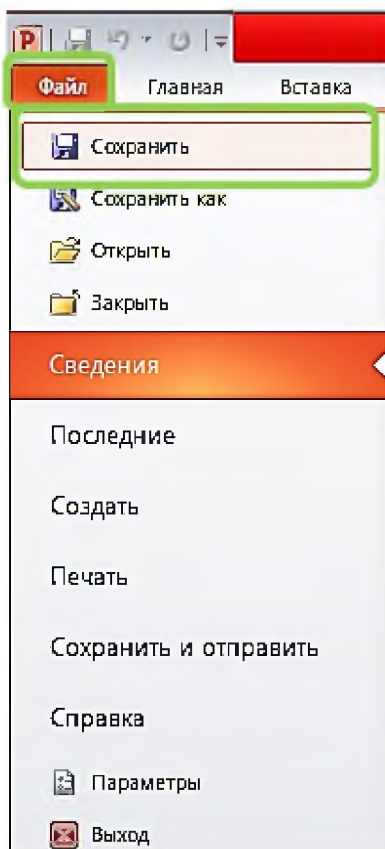 P
Файл Главная Вставка
Сохранить
Сохранить как
Открыть
Закрыть
Сведения
Последние
Создать
Печать
Сохранить и отправить
Справка
Параметры
Выход